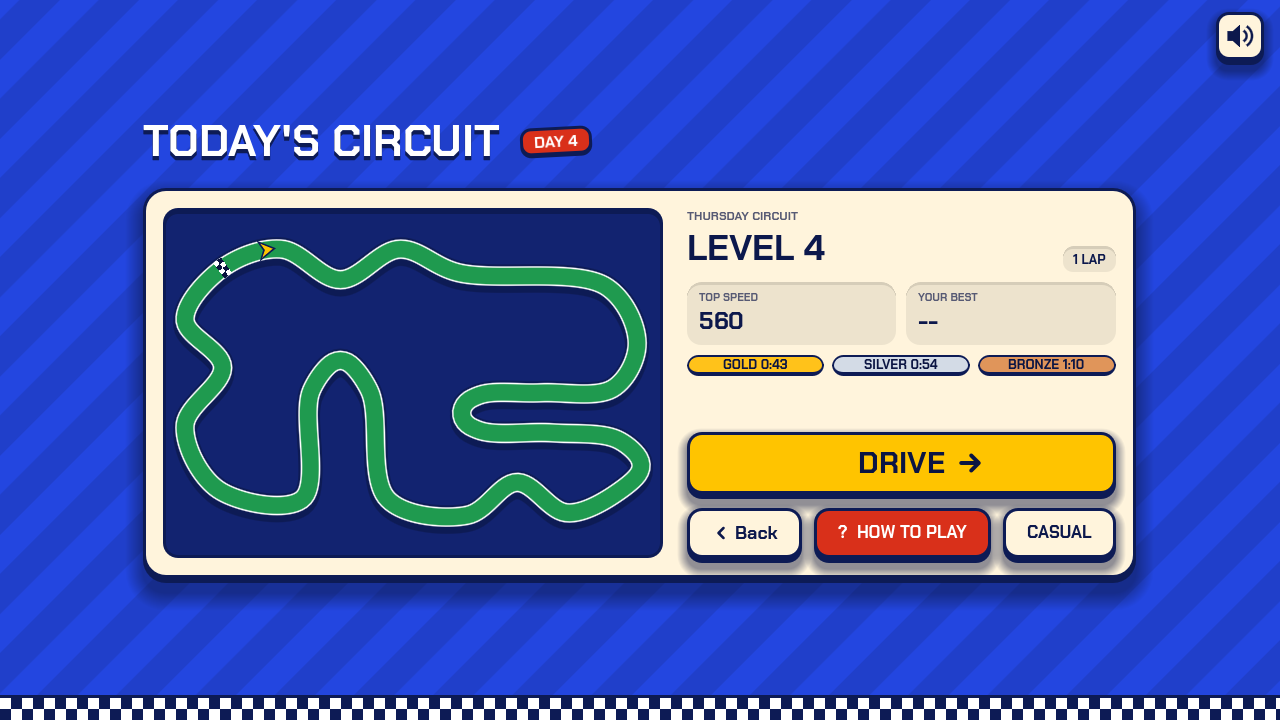 TODAY'S CIRCUIT
DAY 4
THURSDAY CIRCUIT
LEVEL 4
1 LAP
TOP SPEED
560
YOUR BEST
--
GOLD 0:43
SILVER 0:54
BRONZE 1:10
DRIVE
Back
? HOW TO PLAY
CASUAL